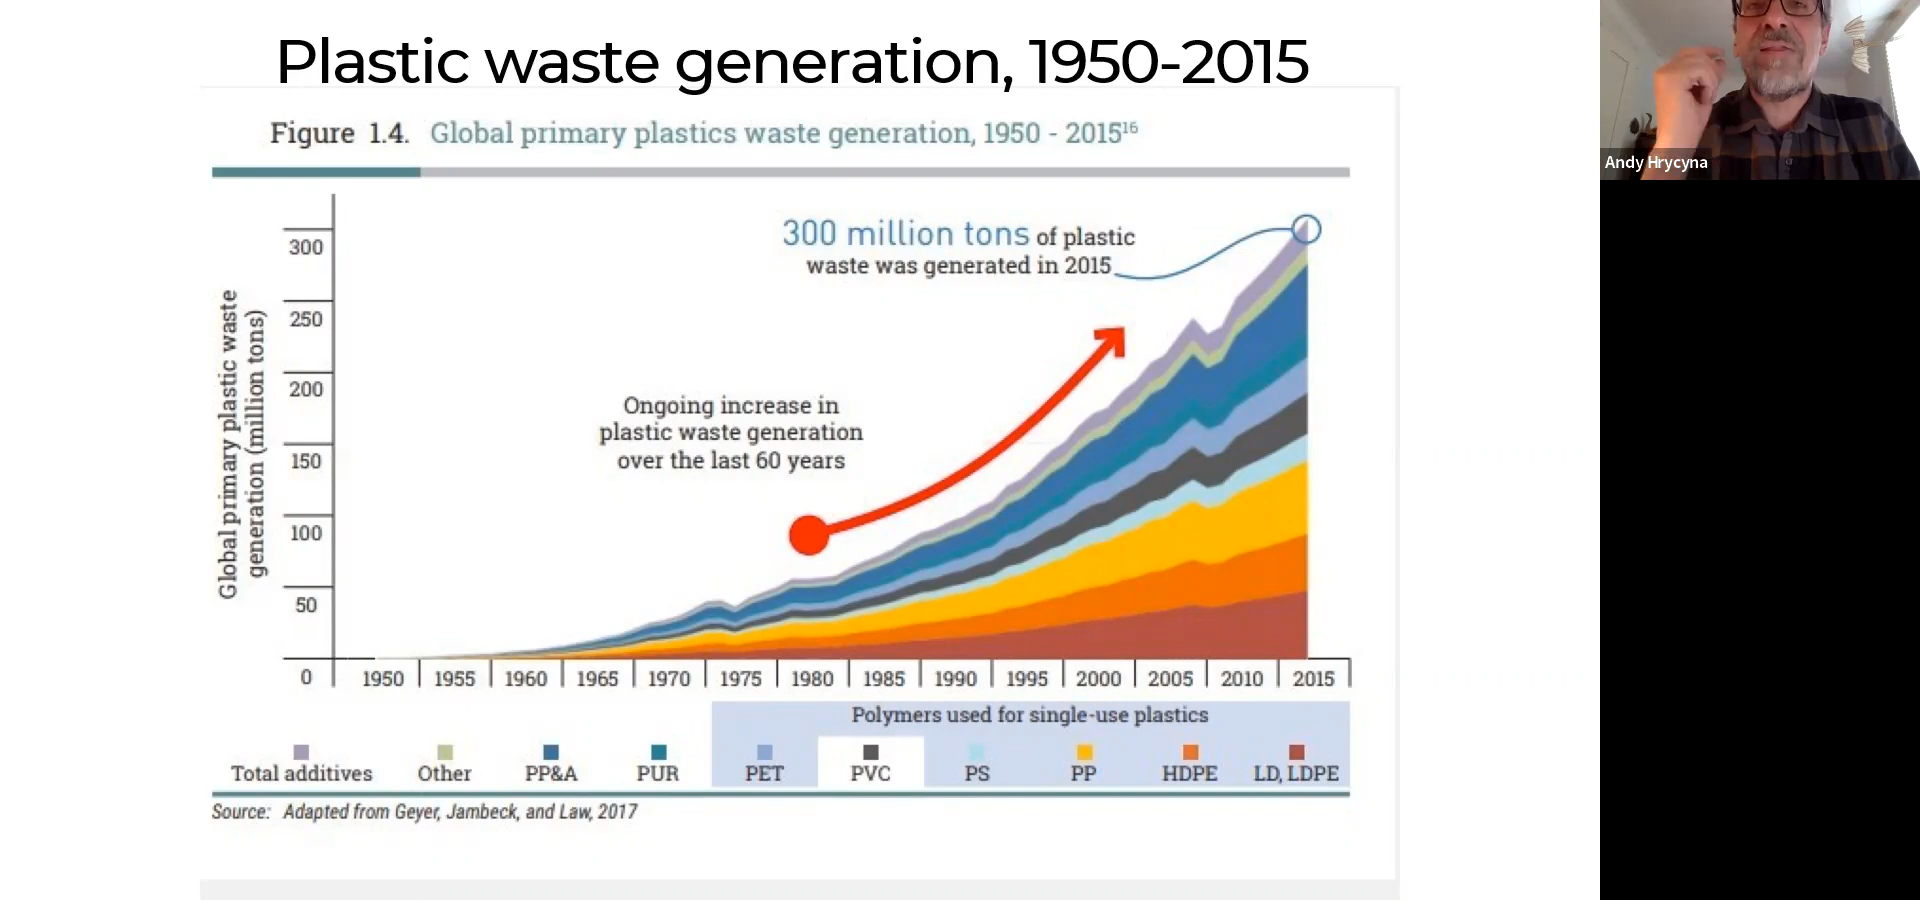 Plastic waste generation, 1950-2015
Andy Hrycyna
Figure 1.4. Global primary plastics waste generation, 1950 - 2015¹⁶
Global primary plastic waste
generation (million tons)
300
250
200
150
100
50
0
300 million tons of plastic
waste was generated in 2015
Ongoing increase in
plastic waste generation
over the last 60 years
1950 1955 1960 1965 1970 1975 1980 1985 1990 1995 2000 2005 2010 2015
Polymers used for single-use plastics
Total additives Other PP&A PUR PET PVC PS PP HDPE LD, LDPE
Source: Adapted from Geyer, Jambeck, and Law, 2017